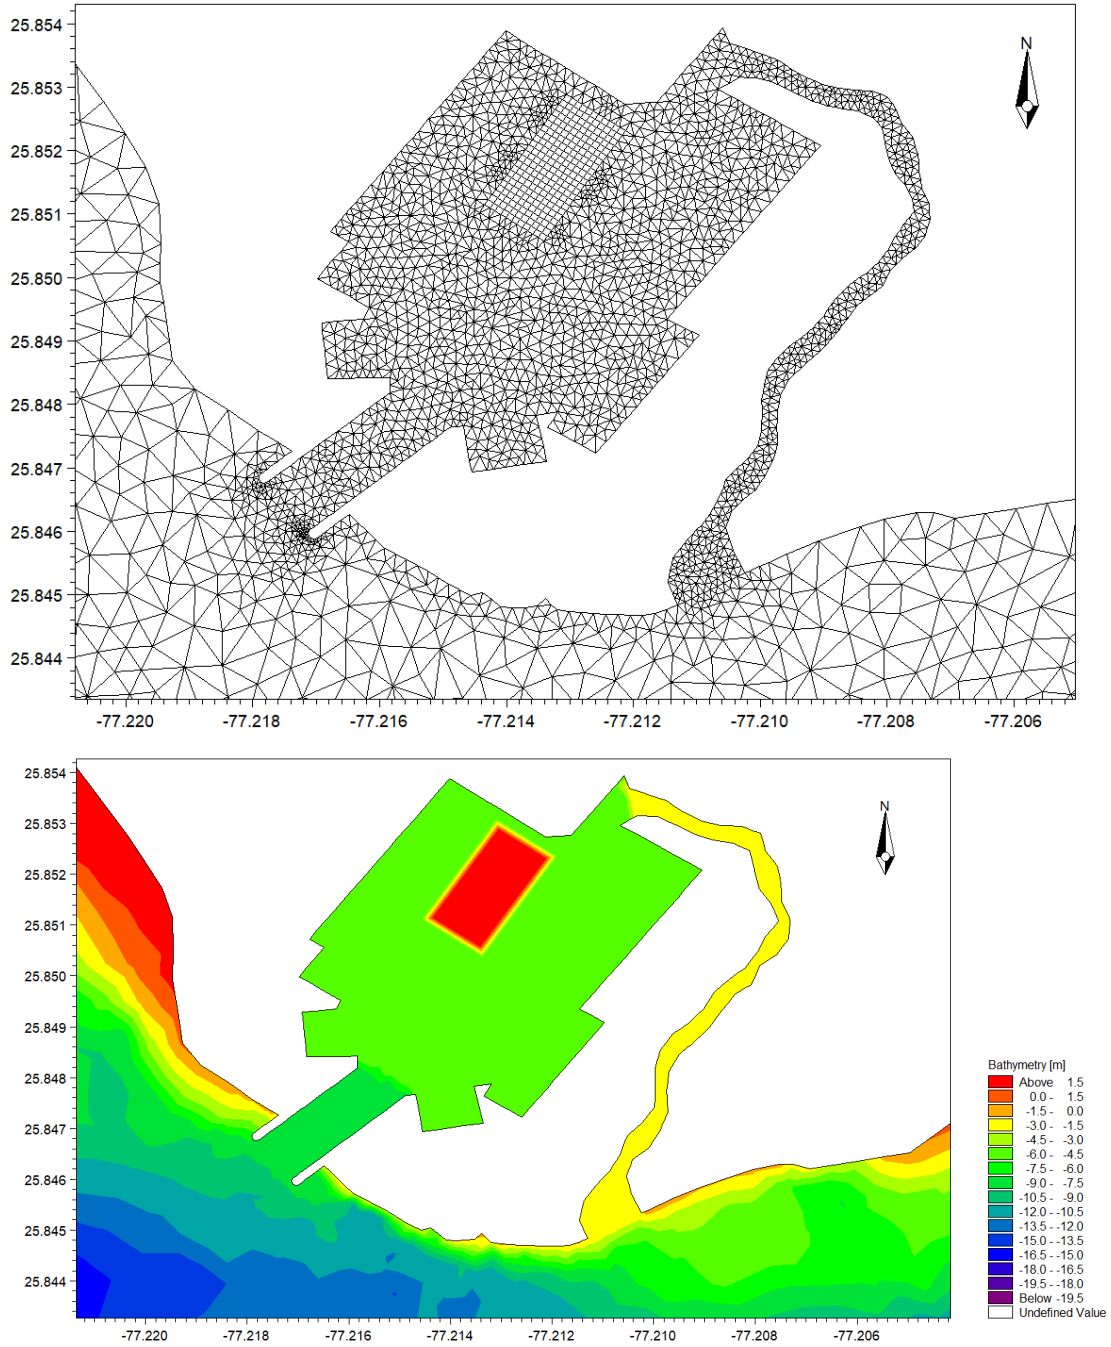 25.854
N
25.853
25.852
25.851
25.850
25.849
25.848
25.847
25.846
25.845
25.844
-77.220 -77.218 -77.216 -77.214 -77.212 -77.210 -77.208 -77.206
25.854
N
25.853
25.852
25.851
25.850
25.849
25.848
25.847
25.846
25.845
25.844
-77.220 -77.218 -77.216 -77.214 -77.212 -77.210 -77.208 -77.206
Bathymetry [m]
Above 1.5
0.0 - 1.5
-1.5 - 0.0
-3.0 - -1.5
-4.5 - -3.0
-6.0 - -4.5
-7.5 - -6.0
-9.0 - -7.5
-10.5 - -9.0
-12.0 - -10.5
-13.5 - -12.0
-15.0 - -13.5
-16.5 - -15.0
-18.0 - -16.5
-19.5 - -18.0
Below -19.5
Undefined Value